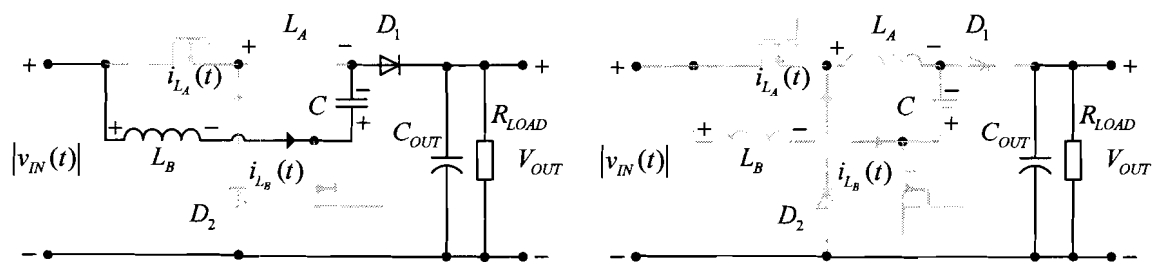 L_A D_1
+ + − +
i_{L_A}(t)
C −
+
+ − R_{LOAD}
L_B C_{OUT}
|v_{IN}(t)| i_{L_B}(t) V_{OUT}
D_2
− −
L_A D_1
+ + − +
i_{L_A}(t)
C −
+ − + R_{LOAD}
L_B C_{OUT}
|v_{IN}(t)| i_{L_B}(t) V_{OUT}
D_2
− −